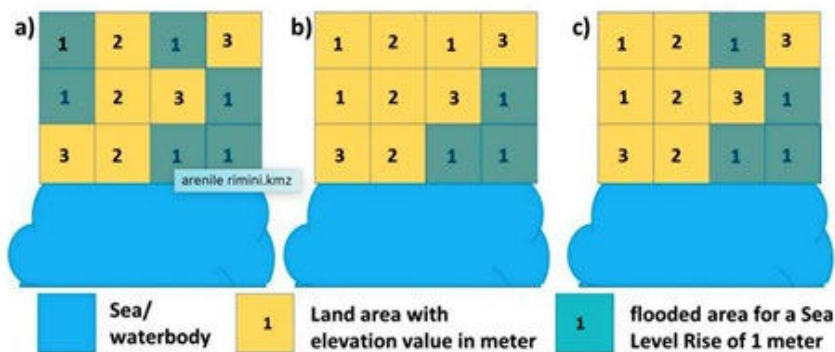 a) 1 2 1 3
1 2 3 1
3 2 1 1
arenile rimini.kmz
b) 1 2 1 3
1 2 3 1
3 2 1 1
c) 1 2 1 3
1 2 3 1
3 2 1 1
Sea/
waterbody
1
Land area with
elevation value in meter
1
flooded area for a Sea
Level Rise of 1 meter